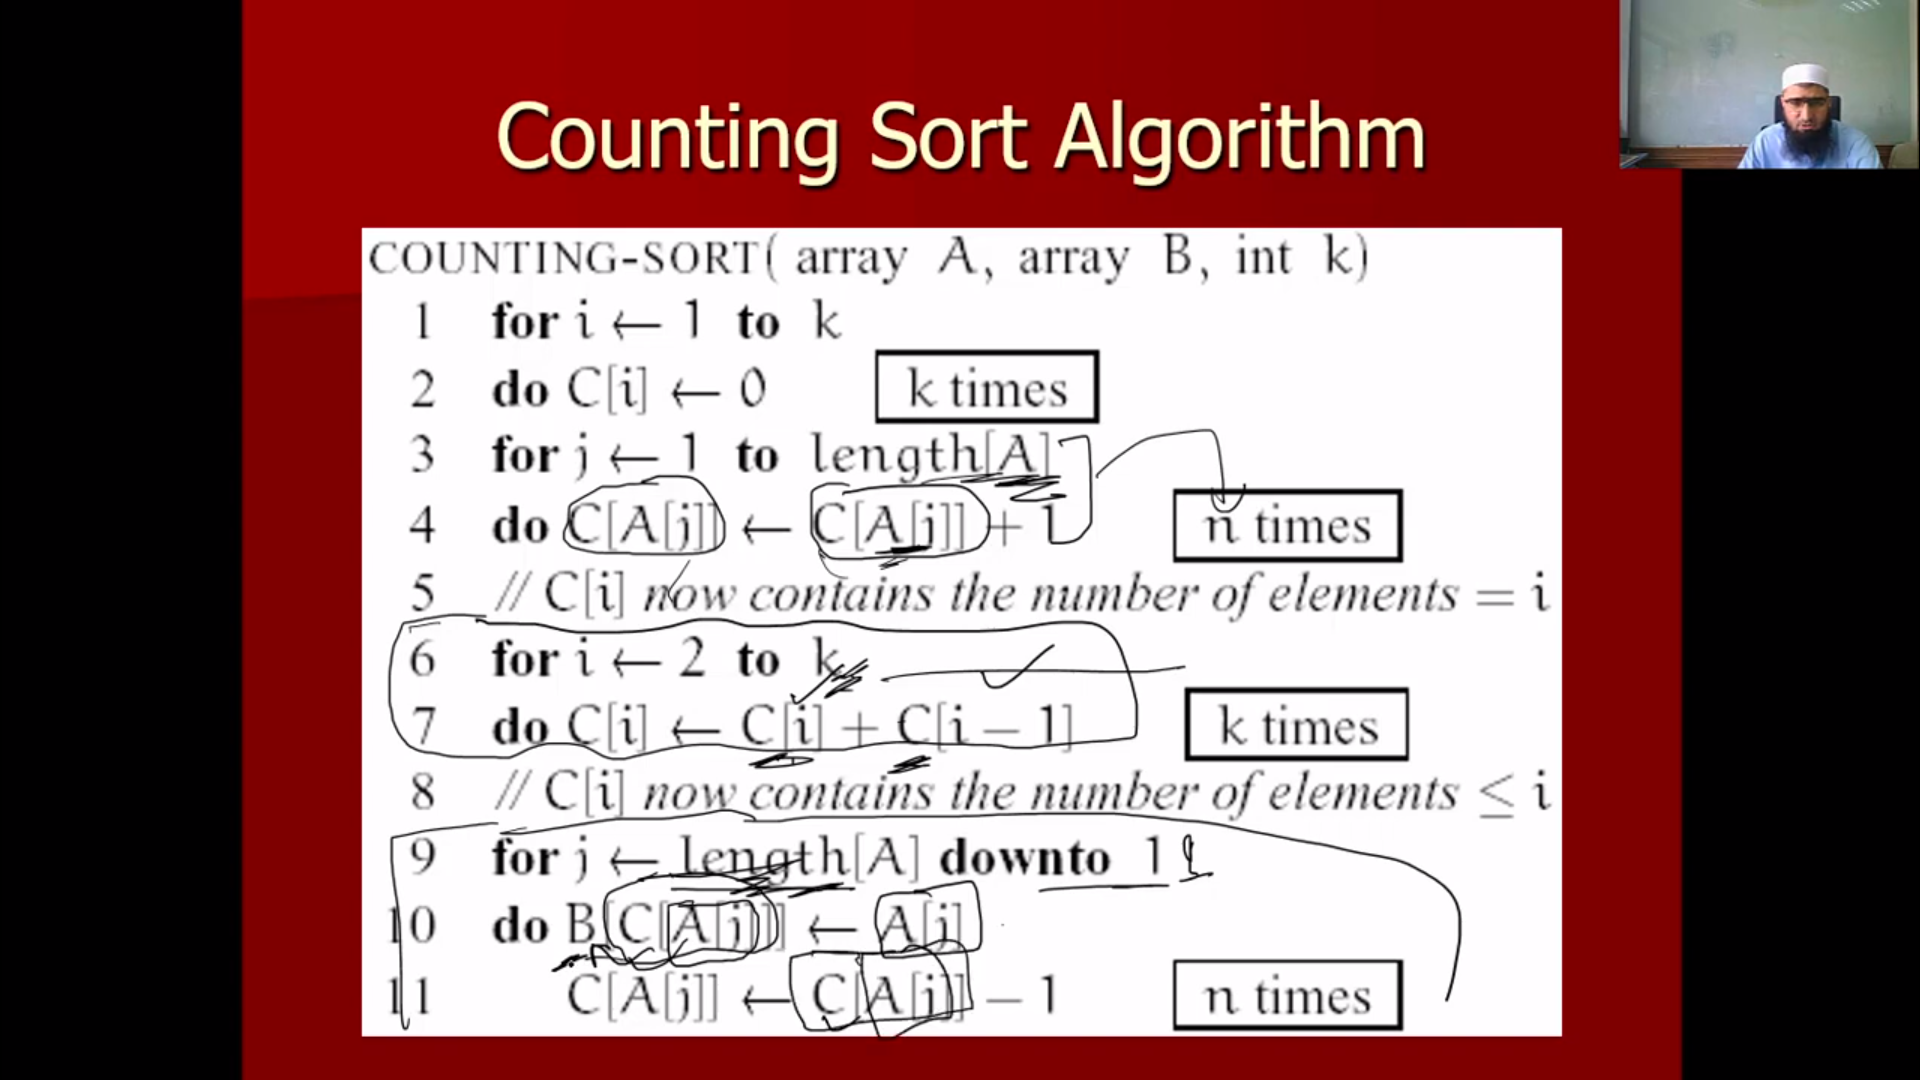 Counting Sort Algorithm
COUNTING-SORT( array A, array B, int k)
1 for i ← 1 to k
2 do C[i] ← 0 k times
3 for j ← 1 to length[A]
4 do C[A[j]] ← C[A[j]] + 1 n times
5 // C[i] now contains the number of elements = i
6 for i ← 2 to k
7 do C[i] ← C[i] + C[i − 1] k times
8 // C[i] now contains the number of elements ≤ i
9 for j ← length[A] downto 1
10 do B[C[A[j]]] ← A[j]
11 C[A[j]] ← C[A[j]] − 1 n times